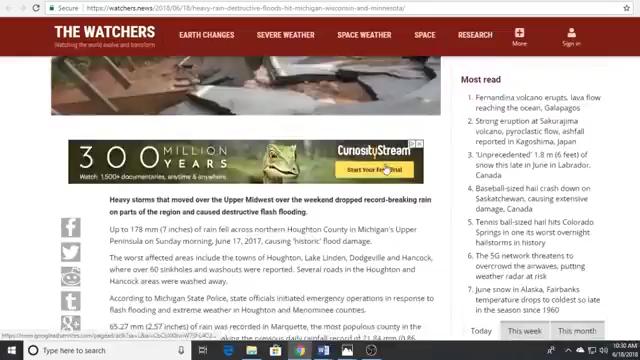 https://watchers.news/2018/06/18/heavy-rain-destructive-floods-hit-michigan-wisconsin-and-minnesota/
THE WATCHERS
Watching the world evolve and transform
EARTH CHANGES
SEVERE WEATHER
SPACE WEATHER
SPACE
RESEARCH
More
Sign in
300 MILLION YEARS
Watch 1,500+ documentaries, anytime & anywhere.
CURIOSITYSTREAM
Start Your Free Trial
Heavy storms that moved over the Upper Midwest over the weekend dropped record-breaking rain
on parts of the region and caused destructive flash flooding.
Up to 178 mm (7 inches) of rain fell across northern Houghton County in Michigan's Upper
Peninsula on Sunday morning, June 17, 2017, causing 'historic' flood damage.
The worst affected areas include the towns of Houghton, Lake Linden, Dodgeville and Hancock,
where over 60 sinkholes and washouts were reported. Several roads in the Houghton and
Hancock areas were washed away.
According to Michigan State Police, state officials initiated emergency operations in response to
flash flooding and extreme weather in Houghton and Menominee counties.
65.27 mm (2.57 inches) of rain was recorded in Marquette, the most populous county in the
Most read
1. Fernandina volcano erupts, lava flow
reaching the ocean, Galapagos
2. Strong eruption at Sakurajima
volcano, pyroclastic flow, ashfall
reported in Kagoshima, Japan
3. 'Unprecedented' 1.8 m (6 feet) of
snow this late in June in Labrador,
Canada
4. Baseball-sized hail crash down on
Saskatchewan, causing extensive
damage, Canada
5. Tennis ball-sized hail hits Colorado
Springs in one its worst overnight
hailstorms in history
6. The 5G network threatens to
overcrowd the airwaves, putting
weather radar at risk
7. June snow in Alaska, Fairbanks
temperature drops to coldest so late
in the season since 1960
Today
This week
This month
Type here to search
10:30 AM
6/18/2018